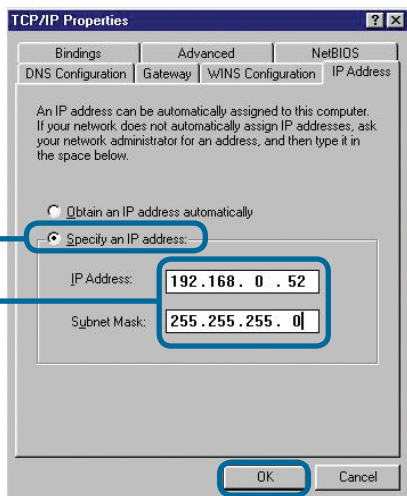 TCP/IP Properties
Bindings Advanced NetBIOS
DNS Configuration Gateway WINS Configuration IP Address
An IP address can be automatically assigned to this computer.
If your network does not automatically assign IP addresses, ask
your network administrator for an address, and then type it in
the space below.
Obtain an IP address automatically
Specify an IP address:
IP Address: 192.168. 0 .52
Subnet Mask: 255.255.255. 0
OK Cancel